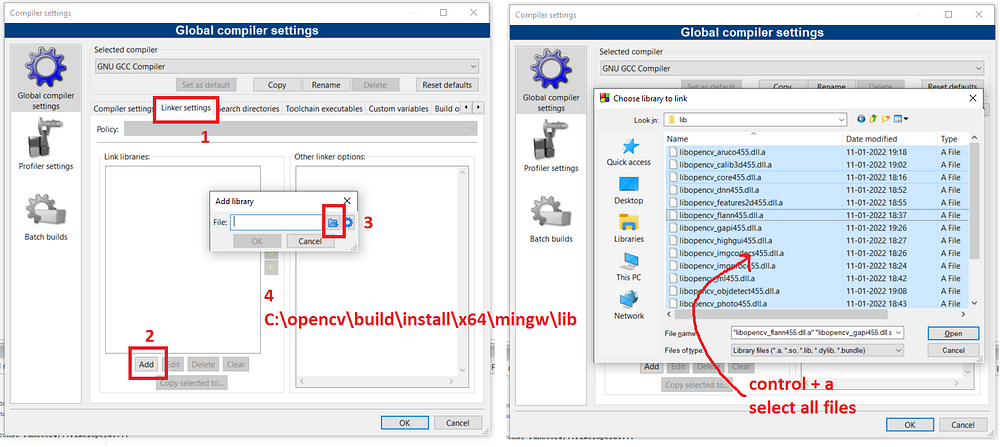 Compiler settings
Global compiler settings
Global compiler settings
Profiler settings
Batch builds
Selected compiler
GNU GCC Compiler
Set as default
Copy
Rename
Delete
Reset defaults
Compiler settings
Linker settings
Search directories
Toolchain executables
Custom variables
Build o
1
Policy:
Link libraries:
Other linker options:
Add library
File:
3
OK
Cancel
4
C:\opencv\build\install\x64\mingw\lib
2
Add
Edit
Delete
Clear
Copy selected to...
OK
Cancel
Compiler settings
Global compiler settings
Global compiler settings
Profiler settings
Batch builds
Selected compiler
GNU GCC Compiler
Set as default
Copy
Rename
Delete
Reset defaults
Choose library to link
Look in:
lib
Quick access
Desktop
Libraries
This PC
Network
Name Date modified Type
libopencv_aruco455.dll.a 11-01-2022 19:18 A File
libopencv_calib3d455.dll.a 11-01-2022 19:02 A File
libopencv_core455.dll.a 11-01-2022 18:16 A File
libopencv_dnn455.dll.a 11-01-2022 18:52 A File
libopencv_features2d455.dll.a 11-01-2022 18:55 A File
libopencv_flann455.dll.a 11-01-2022 18:37 A File
libopencv_gapi455.dll.a 11-01-2022 19:26 A File
libopencv_highgui455.dll.a 11-01-2022 18:27 A File
libopencv_imgcodecs455.dll.a 11-01-2022 18:26 A File
libopencv_imgproc455.dll.a 11-01-2022 18:24 A File
libopencv_ml455.dll.a 11-01-2022 18:42 A File
libopencv_objdetect455.dll.a 11-01-2022 19:08 A File
libopencv_photo455.dll.a 11-01-2022 18:43 A File
File name:
"libopencv_flann455.dll.a" "libopencv_gapi455.dll.a
Open
Files of type:
Library files (*.a, *.so, *.lib, *.dylib, *.bundle)
Cancel
Add
Edit
Delete
Clear
Copy selected to...
control + a
select all files
OK
Cancel